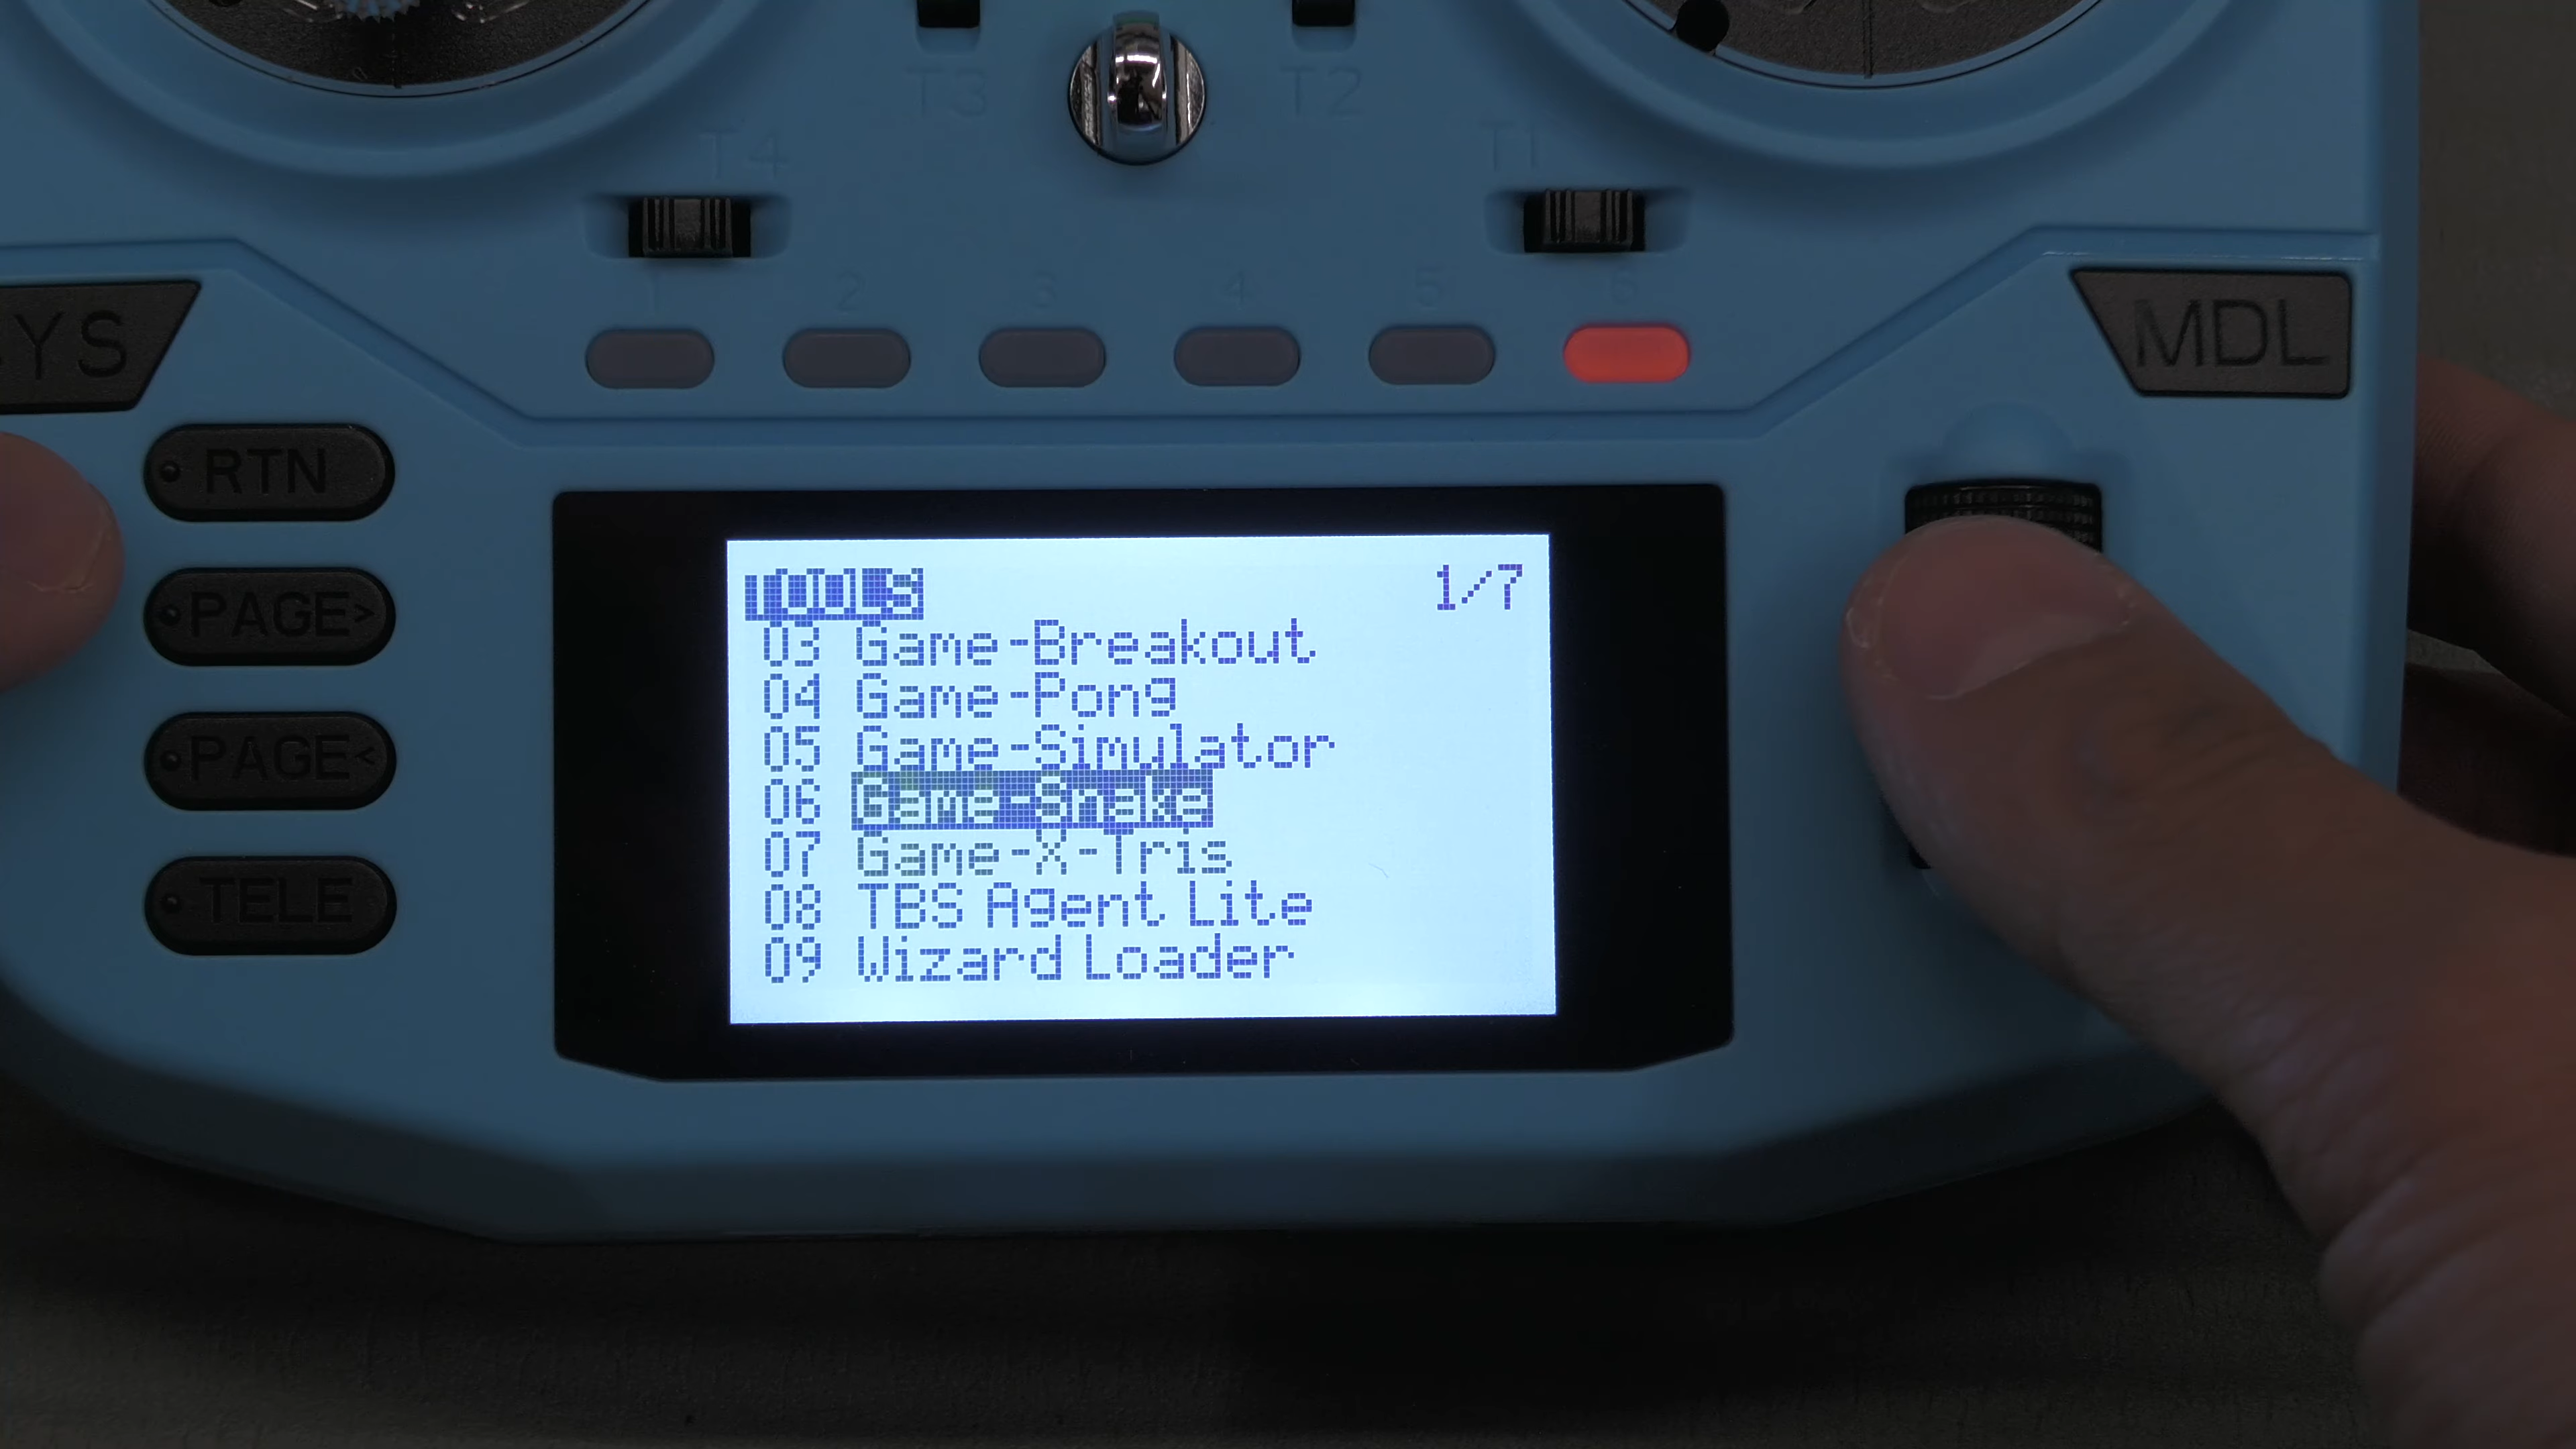 T3 T2
T4 T1
1 2 3 4 5 6
YS MDL
RTN
PAGE>
PAGE<
TELE
TOOLS 1/7
03 Game-Breakout
04 Game-Pong
05 Game-Simulator
06 Game-Snake
07 Game-X-Tris
08 TBS Agent Lite
09 Wizard Loader